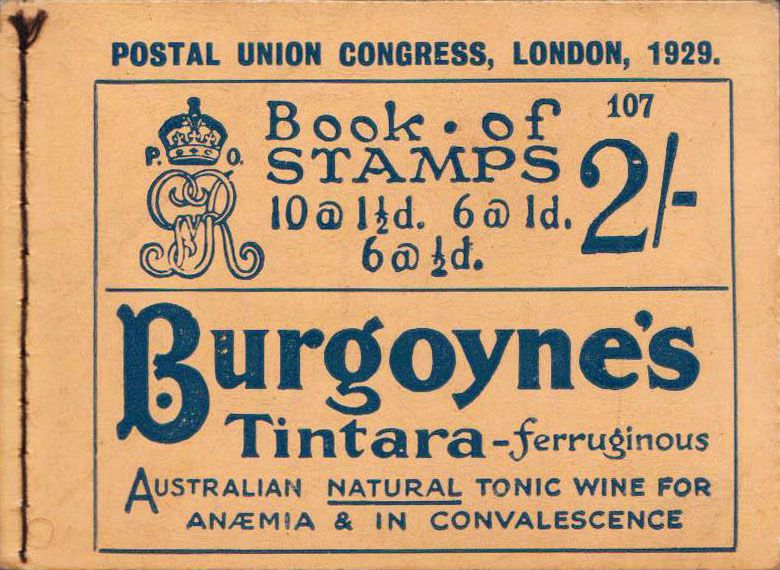 POSTAL UNION CONGRESS, LONDON, 1929.
107
P. O.
GRV
Book · of
STAMPS
2/-
10 @ 1½d. 6 @ 1d.
6 @ ½d.
Burgoyne's
Tintara-ferruginous
AUSTRALIAN NATURAL TONIC WINE FOR
ANÆMIA & IN CONVALESCENCE